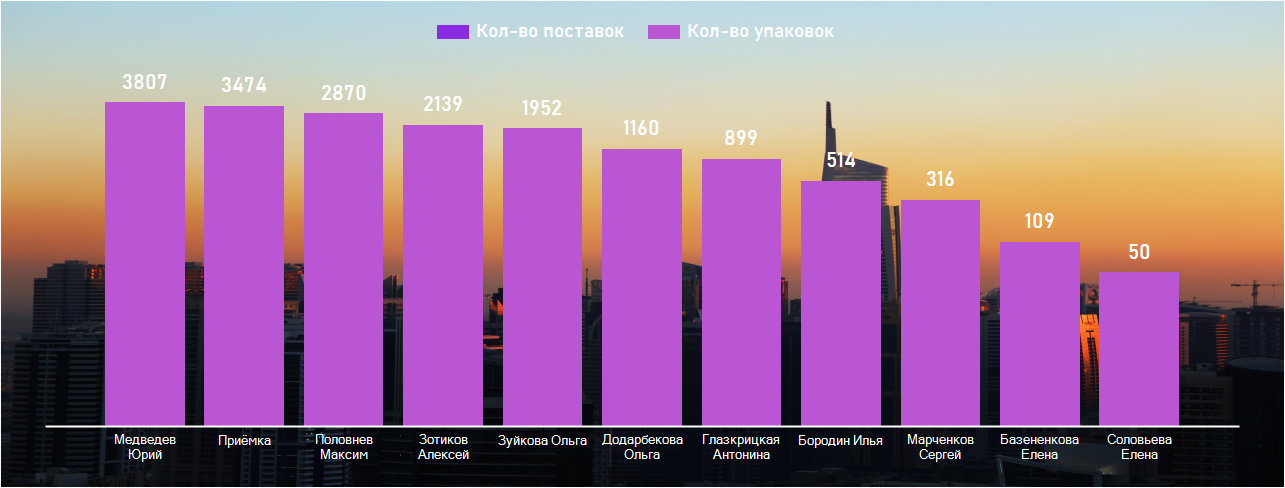 Кол-во поставок Кол-во упаковок
3807 3474 2870 2139 1952 1160 899 514 316 109 50
Медведев Юрий
Приёмка
Половнев Максим
Зотиков Алексей
Зуйкова Ольга
Додарбекова Ольга
Глазкрицкая Антонина
Бородин Илья
Марченков Сергей
Базененкова Елена
Соловьева Елена